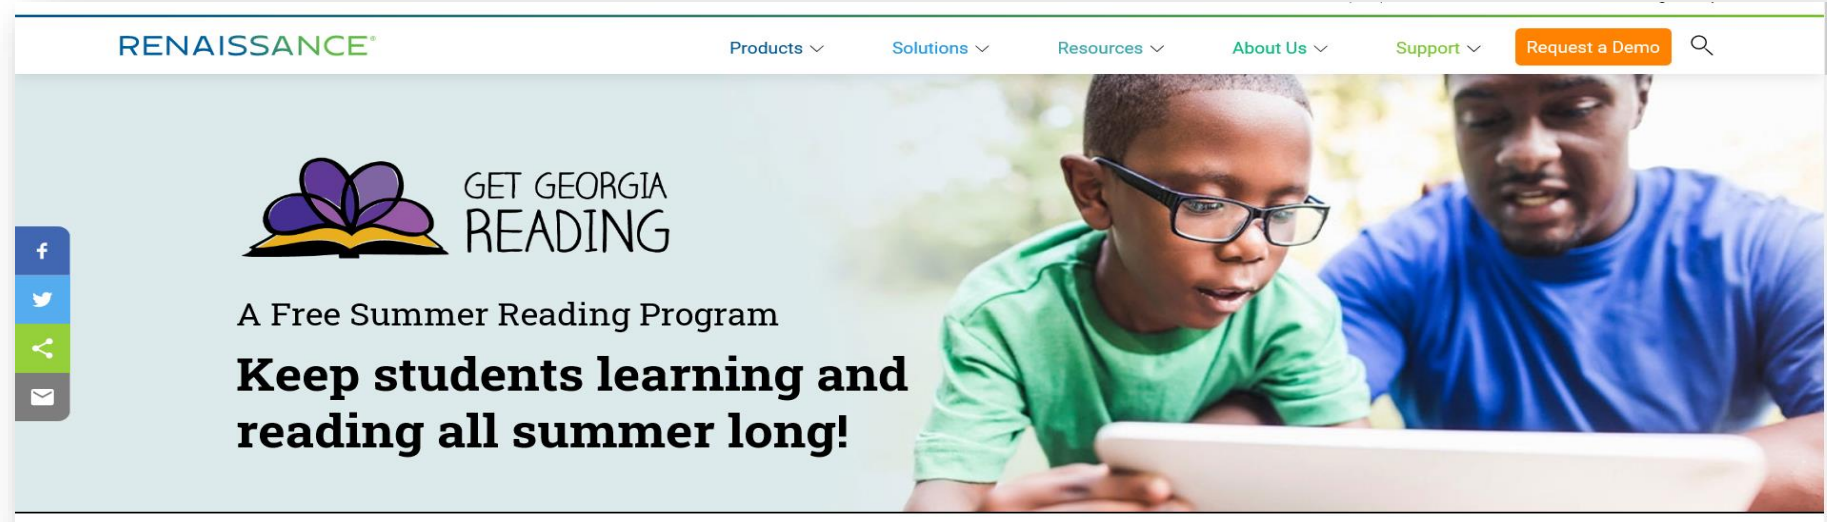 RENAISSANCE®
Products
Solutions
Resources
About Us
Support
Request a Demo
GET GEORGIA
READING
A Free Summer Reading Program
Keep students learning and
reading all summer long!